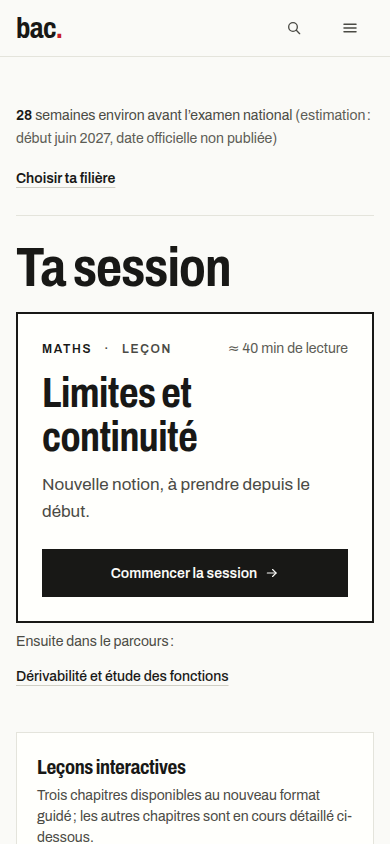 bac.
28 semaines environ avant l’examen national (estimation :
début juin 2027, date officielle non publiée)
Choisir ta filière
Ta session
MATHS · LEÇON ≈ 40 min de lecture
Limites et
continuité
Nouvelle notion, à prendre depuis le
début.
Commencer la session →
Ensuite dans le parcours :
Dérivabilité et étude des fonctions
Leçons interactives
Trois chapitres disponibles au nouveau format
guidé ; les autres chapitres sont en cours détaillé ci-
dessous.